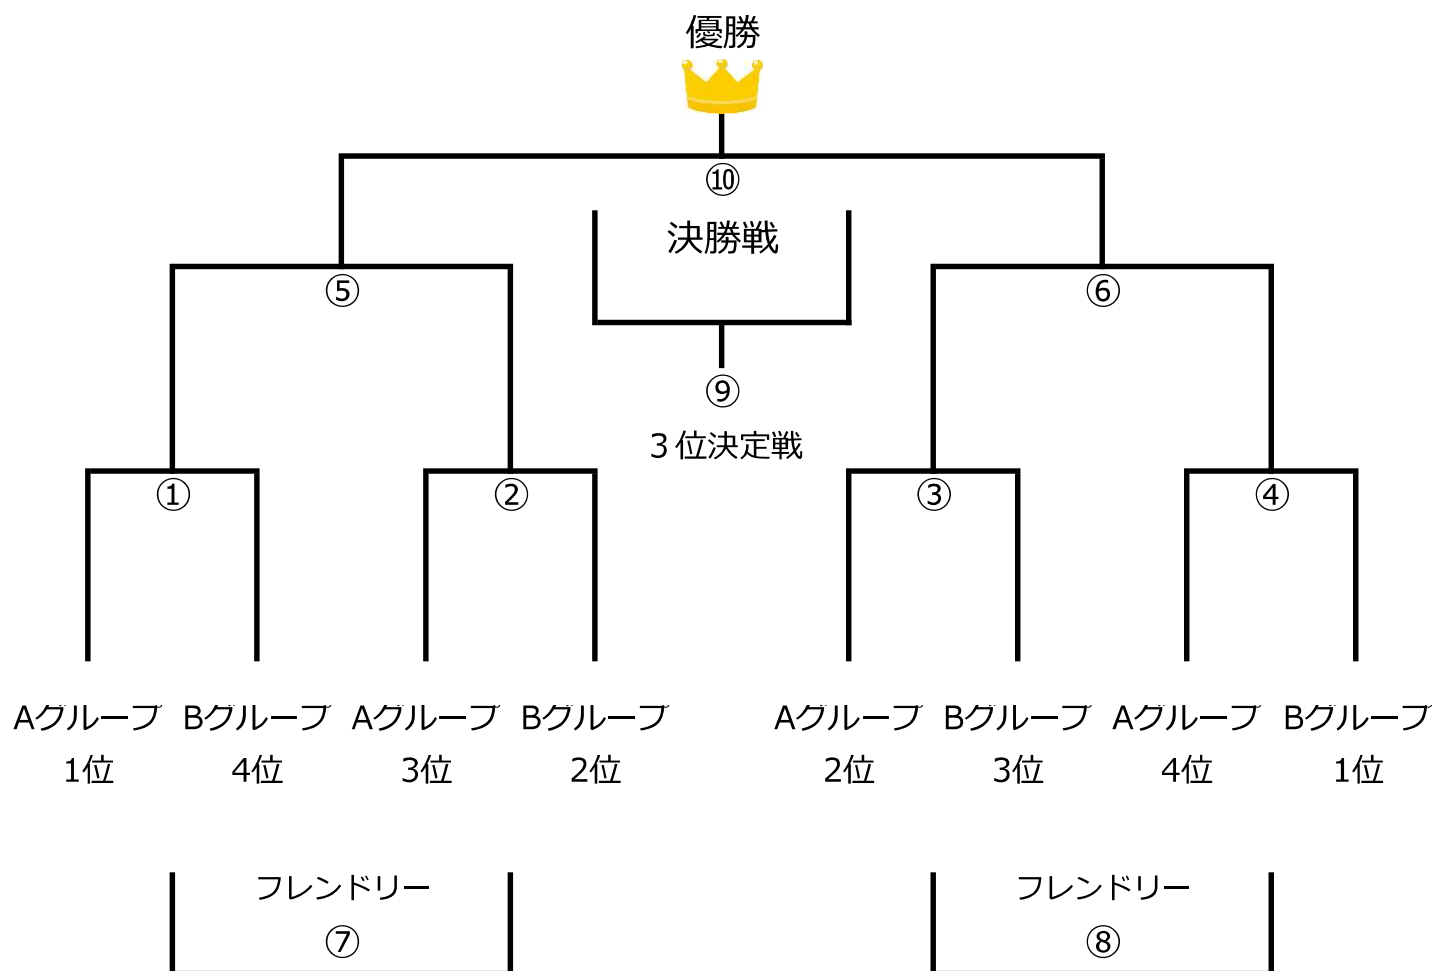 優勝
⑩
決勝戦
⑤
⑥
⑨
3位決定戦
①
②
③
④
Aグループ
1位
Bグループ
4位
Aグループ
3位
Bグループ
2位
Aグループ
2位
Bグループ
3位
Aグループ
4位
Bグループ
1位
フレンドリー
⑦
フレンドリー
⑧